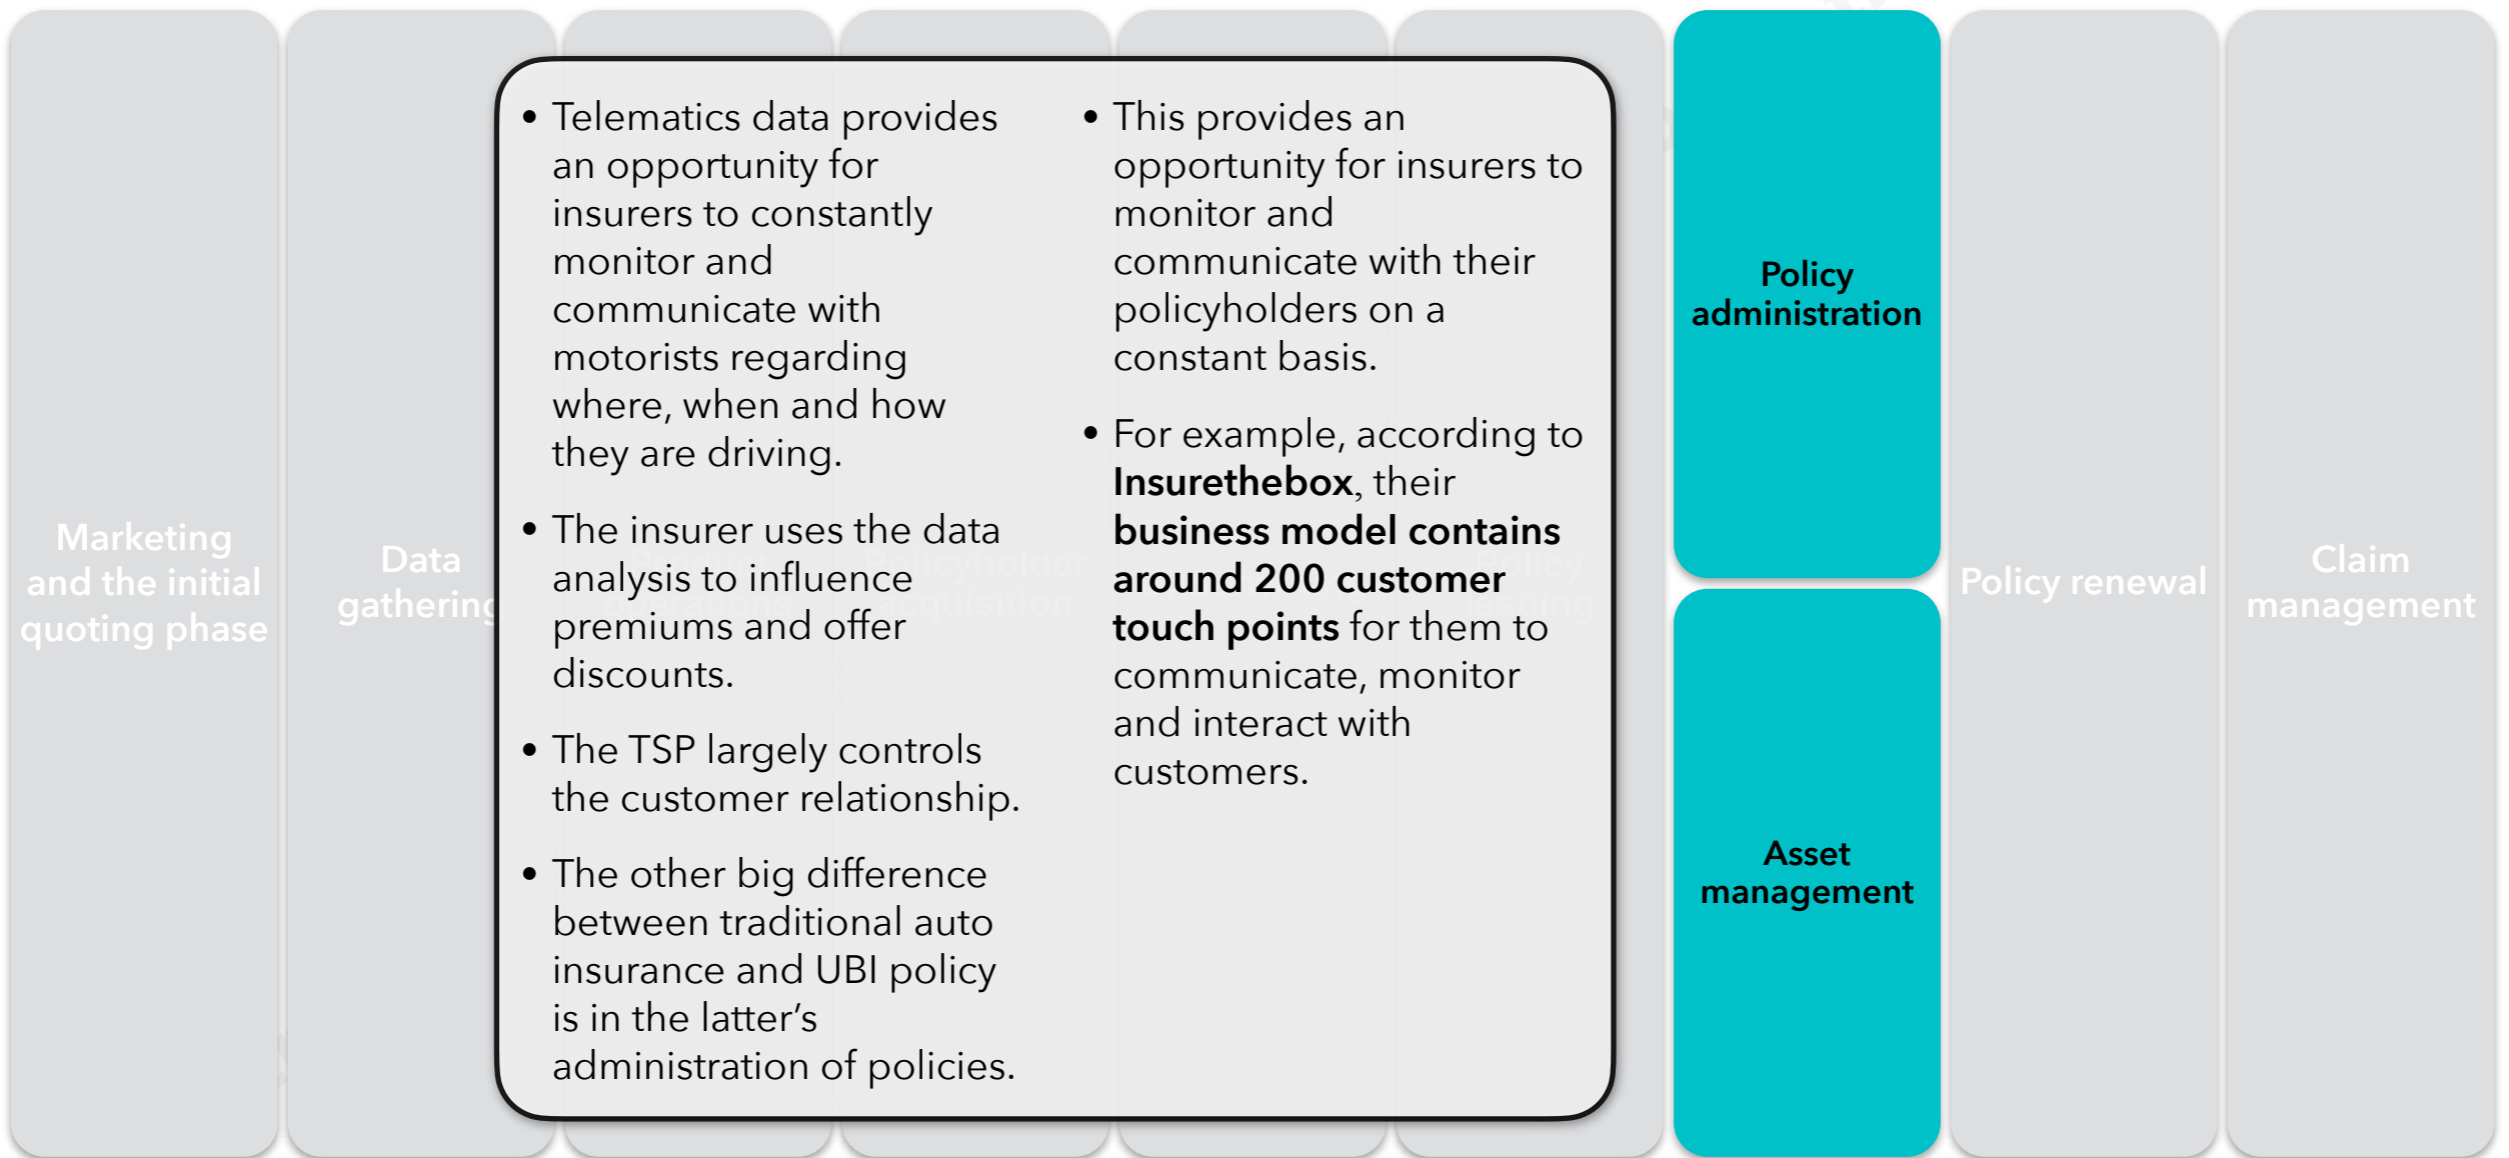 Marketing
and the initial
quoting phase
Data
gathering
• Telematics data provides
an opportunity for
insurers to constantly
monitor and
communicate with
motorists regarding
where, when and how
they are driving.
• The insurer uses the data
analysis to influence
premiums and offer
discounts.
• The TSP largely controls
the customer relationship.
• The other big difference
between traditional auto
insurance and UBI policy
is in the latter’s
administration of policies.
• This provides an
opportunity for insurers to
monitor and
communicate with their
policyholders on a
constant basis.
• For example, according to
Insurethebox, their
business model contains
around 200 customer
touch points for them to
communicate, monitor
and interact with
customers.
Product
operations
Policyholder
acquisition
Policy
issuing
Policy
administration
Asset
management
Policy renewal
Claim
management